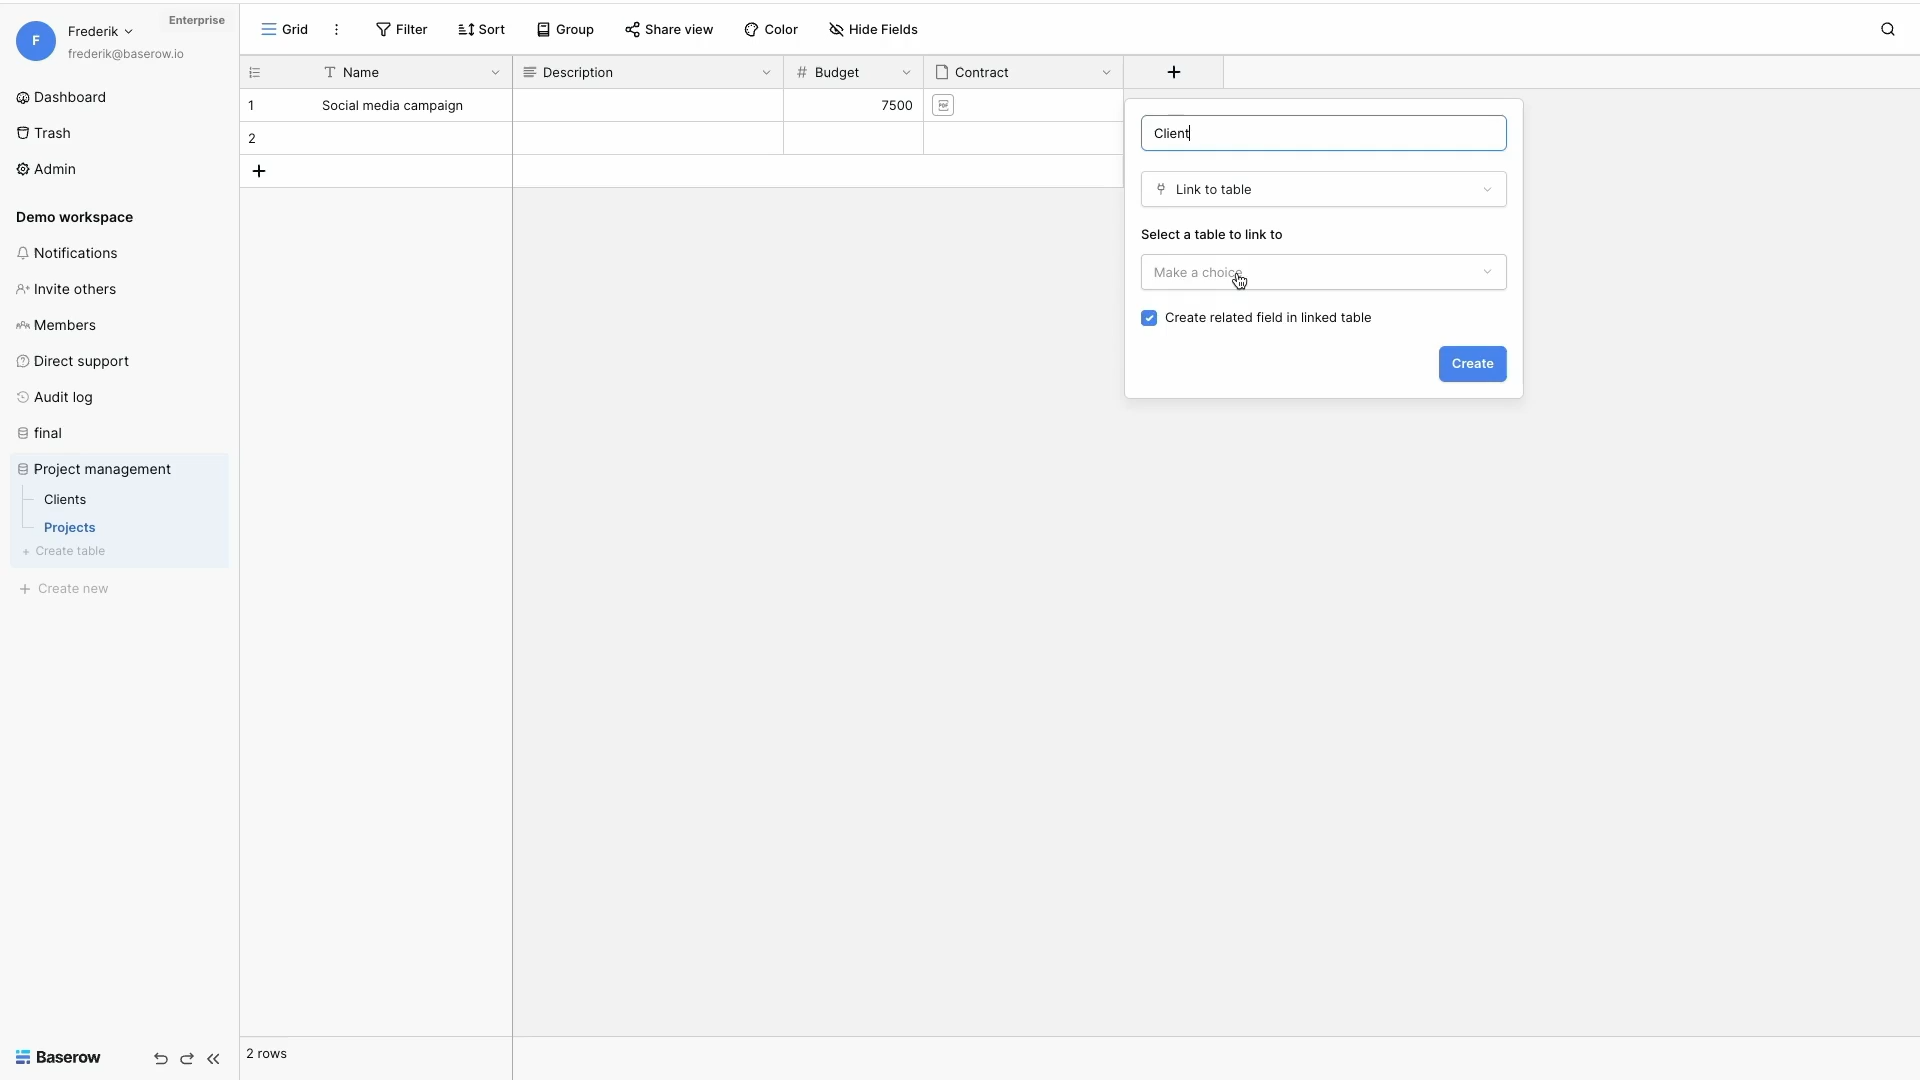 Enterprise
F
Frederik
frederik@baserow.io
Dashboard
Trash
Admin
Demo workspace
Notifications
Invite others
Members
Direct support
Audit log
final
Project management
Clients
Projects
+ Create table
+ Create new
Baserow
Grid
Filter
Sort
Group
Share view
Color
Hide Fields
Name
Description
# Budget
Contract
+
1
Social media campaign
7500
PDF
2
+
Client
Link to table
Select a table to link to
Make a choice
Create related field in linked table
Create
2 rows